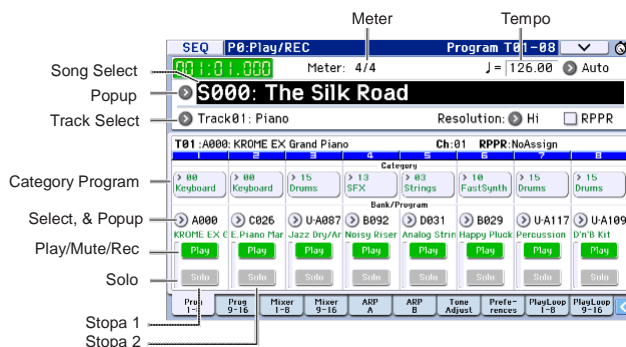 Meter Tempo
SEQ P0:Play/REC Program T01-08
001:01.000 Meter: 4/4 ♩= 126.00 Auto
Song Select
Popup S000: The Silk Road
Track Select Track01: Piano Resolution: Hi RPPR
T01 :A000: KROME EX Grand Piano Ch:01 RPPR:NoAssign
1 2 3 4 5 6 7 8
Category
Category Program 00 00 15 13 03 10 15 15
Keyboard Keyboard Drums SFX Strings FastSynth Drums Drums
Bank/Program
Select, & Popup A000 C026 U-A087 B092 D031 B029 U-A117 U-A109
KROME EX G E.Piano Mar Jazz Dry/Ar Noisy Riser Analog Strin Happy Pluck Percussion D'n'B Kit
Play/Mute/Rec Play Play Play Play Play Play Play Play
Solo Solo Solo Solo Solo Solo Solo Solo Solo
Prog 1-8 Prog 9-16 Mixer 1-8 Mixer 9-16 ARP A ARP B Tone Adjust Prefe-rences PlayLoop 1-8 PlayLoop 9-16
Stopa 1
Stopa 2